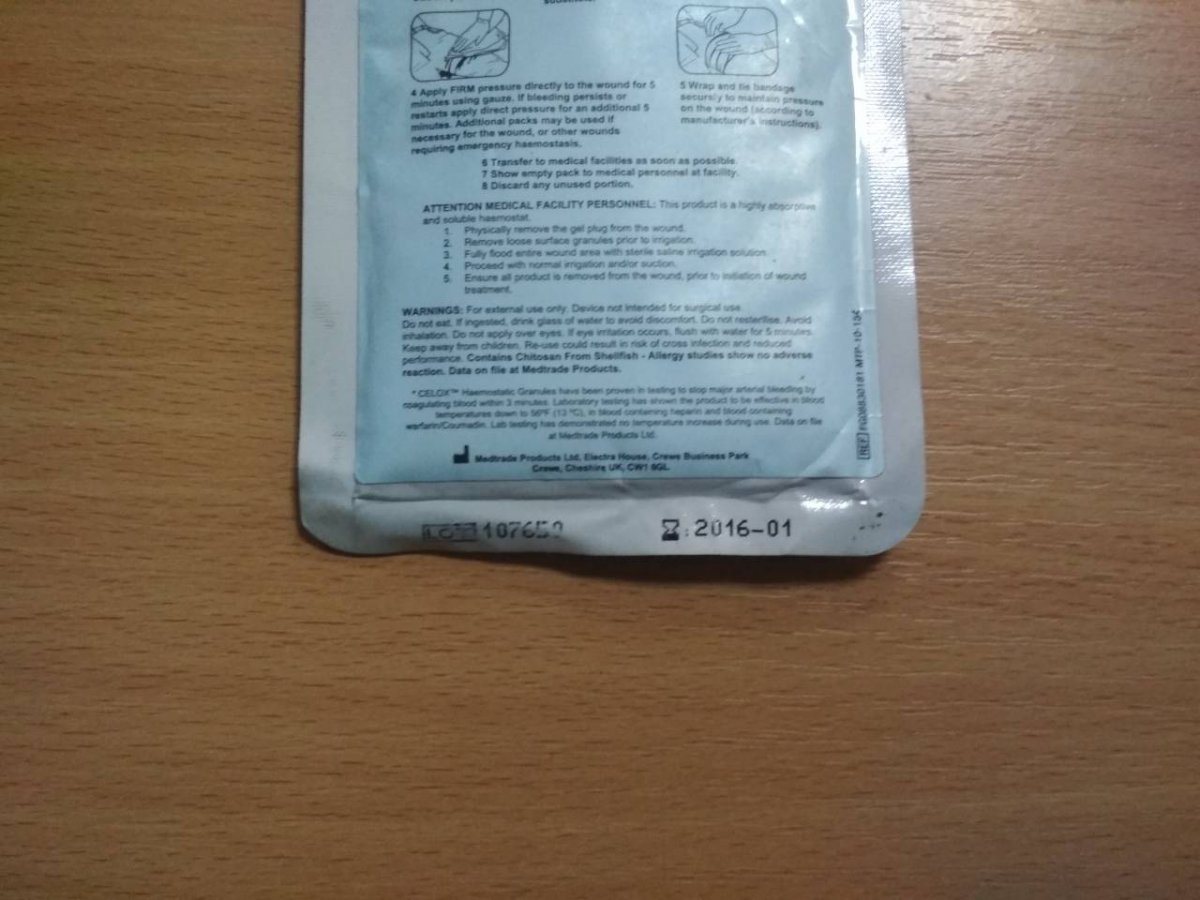 4 Apply FIRM pressure directly to the wound for 5
minutes using gauze. If bleeding persists or
restarts apply direct pressure for an additional 5
minutes. Additional packs may be used if
necessary for the wound, or other wounds
requiring emergency haemostasis.
5 Wrap and tie bandage
securely to maintain pressure
on the wound (according to
manufacturer's instructions).
6 Transfer to medical facilities as soon as possible.
7 Show empty pack to medical personnel at facility.
8 Discard any unused portion.
ATTENTION MEDICAL FACILITY PERSONNEL: This product is a highly absorptive
and soluble haemostat.
1. Physically remove the gel plug from the wound.
2. Remove loose surface granules prior to irrigation.
3. Fully flood entire wound area with sterile saline irrigation solution.
4. Proceed with normal irrigation and/or suction.
5. Ensure all product is removed from the wound, prior to initiation of wound
treatment.
WARNINGS: For external use only. Device not intended for surgical use.
Do not eat. If ingested, drink glass of water to avoid discomfort. Do not resterilise. Avoid
inhalation. Do not apply over eyes. If eye irritation occurs, flush with water for 5 minutes.
Keep away from children. Re-use could result in risk of cross infection and reduced
performance. Contains Chitosan From Shellfish - Allergy studies show no adverse
reaction. Data on file at Medtrade Products.
* CELOX™ Haemostatic Granules have been proven in testing to stop major arterial bleeding by
coagulating blood within 3 minutes. Laboratory testing has shown the product to be effective in blood
temperatures down to 56°F (13 °C), in blood containing heparin and blood containing
warfarin/Coumadin. Lab testing has demonstrated no temperature increase during use. Data on file
at Medtrade Products Ltd.
Medtrade Products Ltd, Electra House, Crewe Business Park
Crewe, Cheshire UK, CW1 6GL
REF
LOT
: 2016-01